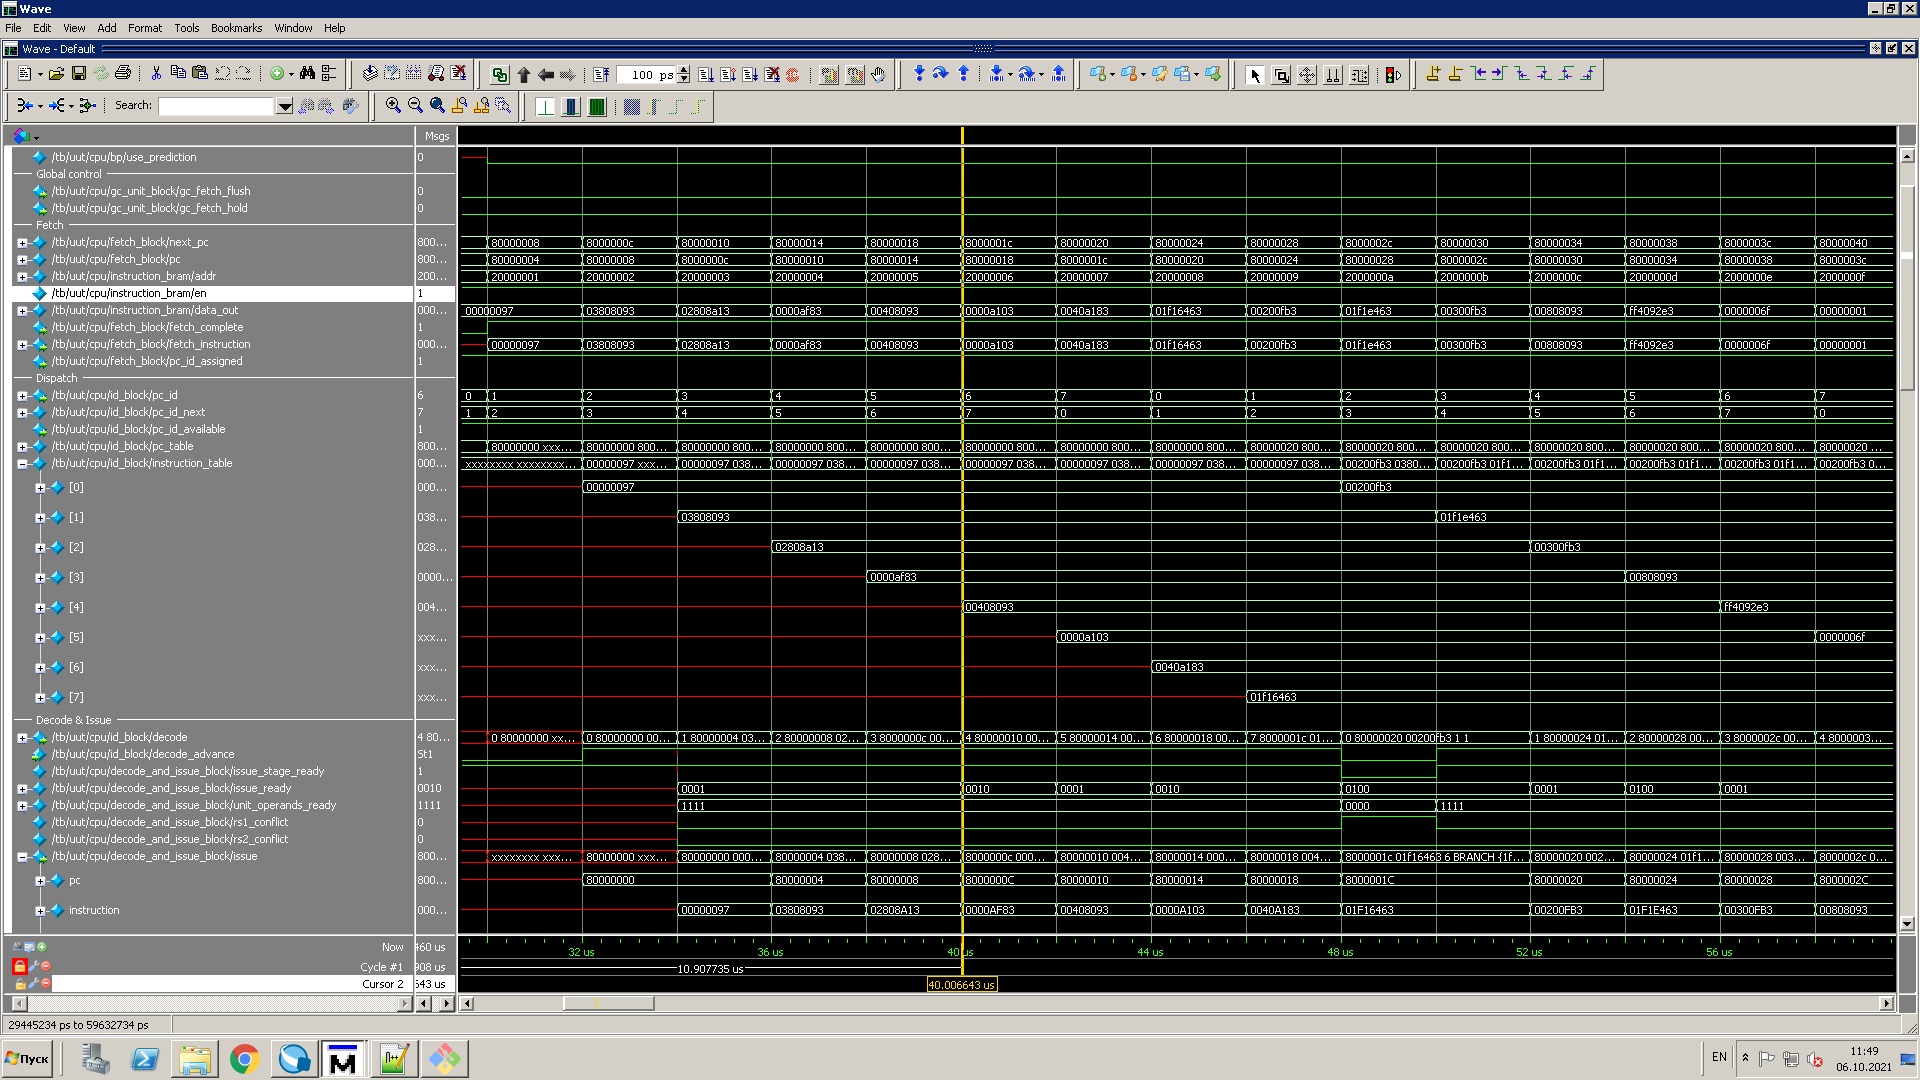 Wave
File Edit View Add Format Tools Bookmarks Window Help
Wave - Default
100 ps
Search:
Msgs
/tb/uut/cpu/bp/use_prediction 0
Global control
/tb/uut/cpu/gc_unit_block/gc_fetch_flush 0
/tb/uut/cpu/gc_unit_block/gc_fetch_hold 0
Fetch
/tb/uut/cpu/fetch_block/next_pc 800... 80000008 8000000c 80000010 80000014 80000018 8000001c 80000020 80000024 80000028 8000002c 80000030 80000034 80000038 8000003c 80000040
/tb/uut/cpu/fetch_block/pc 800... 80000004 80000008 8000000c 80000010 80000014 80000018 8000001c 80000020 80000024 80000028 8000002c 80000030 80000034 80000038 8000003c
/tb/uut/cpu/instruction_bram/addr 200... 20000001 20000002 20000003 20000004 20000005 20000006 20000007 20000008 20000009 2000000a 2000000b 2000000c 2000000d 2000000e 2000000f
/tb/uut/cpu/instruction_bram/en 1
/tb/uut/cpu/instruction_bram/data_out 000... 00000097 03808093 02808a13 0000af83 00408093 0000a103 0040a183 01f16463 00200fb3 01f1e463 00300fb3 00808093 ff4092e3 0000006f 00000001
/tb/uut/cpu/fetch_block/fetch_complete 1
/tb/uut/cpu/fetch_block/fetch_instruction 000... 00000097 03808093 02808a13 0000af83 00408093 0000a103 0040a183 01f16463 00200fb3 01f1e463 00300fb3 00808093 ff4092e3 0000006f 00000001
/tb/uut/cpu/fetch_block/pc_id_assigned 1
Dispatch
/tb/uut/cpu/id_block/pc_id 6 0 1 2 3 4 5 6 7 0 1 2 3 4 5 6 7
/tb/uut/cpu/id_block/pc_id_next 7 1 2 3 4 5 6 7 0 1 2 3 4 5 6 7 0
/tb/uut/cpu/id_block/pc_id_available 1
/tb/uut/cpu/id_block/pc_table 800... 80000000 xxx... 80000000 800... 80000000 800... 80000000 800... 80000000 800... 80000000 800... 80000000 800... 80000000 800... 80000020 800... 80000020 800... 80000020 800... 80000020 800... 80000020 800... 80000020 800... 80000020 ...
/tb/uut/cpu/id_block/instruction_table 000... xxxxxxxx xxxxxxxx... 00000097 xxx... 00000097 038... 00000097 038... 00000097 038... 00000097 038... 00000097 038... 00000097 038... 00000097 038... 00200fb3 0380... 00200fb3 01f1... 00200fb3 01f1... 00200fb3 01f1... 00200fb3 01f1... 00200fb3 0...
[0] 000... 00000097 00200fb3
[1] 038... 03808093 01f1e463
[2] 028... 02808a13 00300fb3
[3] 0000... 0000af83 00808093
[4] 004... 00408093 ff4092e3
[5] xxx... 0000a103 0000006f
[6] xxx... 0040a183
[7] xxx... 01f16463
Decode & Issue
/tb/uut/cpu/id_block/decode 4 80... 0 80000000 xx... 0 80000000 00... 1 80000004 03... 2 80000008 02... 3 8000000c 00... 4 80000010 00... 5 80000014 00... 6 80000018 00... 7 8000001c 01... 0 80000020 00200fb3 1 1 1 80000024 01... 2 80000028 00... 3 8000002c 00... 4 8000003...
/tb/uut/cpu/id_block/decode_advance St1
/tb/uut/cpu/decode_and_issue_block/issue_stage_ready 1
/tb/uut/cpu/decode_and_issue_block/issue_ready 0010 0001 0010 0001 0010 0100 0001 0100 0001
/tb/uut/cpu/decode_and_issue_block/unit_operands_ready 1111 1111 0000 1111
/tb/uut/cpu/decode_and_issue_block/rs1_conflict 0
/tb/uut/cpu/decode_and_issue_block/rs2_conflict 0
/tb/uut/cpu/decode_and_issue_block/issue 800... xxxxxxxx xxx... 80000000 xxx... 80000000 000... 80000004 038... 80000008 028... 8000000c 000... 80000010 004... 80000014 000... 80000018 004... 8000001c 01f16463 6 BRANCH {1f... 80000020 002... 80000024 01f1... 80000028 003... 8000002c 0...
pc 800... 80000000 80000004 80000008 8000000C 80000010 80000014 80000018 8000001C 80000020 80000024 80000028 8000002C
instruction 000... 00000097 03808093 02808A13 0000AF83 00408093 0000A103 0040A183 01F16463 00200FB3 01F1E463 00300FB3 00808093
Now 460 us 32 us 36 us 40 us 44 us 48 us 52 us 56 us
Cycle #1 908 us 10.907735 us
Cursor 2 643 us 40.006643 us
29445234 ps to 59632734 ps
Пуск EN 11:49
06.10.2021